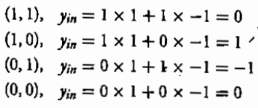 (1, 1), y_in = 1 × 1 + 1 × -1 = 0
(1, 0), y_in = 1 × 1 + 0 × -1 = 1
(0, 1), y_in = 0 × 1 + 1 × -1 = -1
(0, 0), y_in = 0 × 1 + 0 × -1 = 0